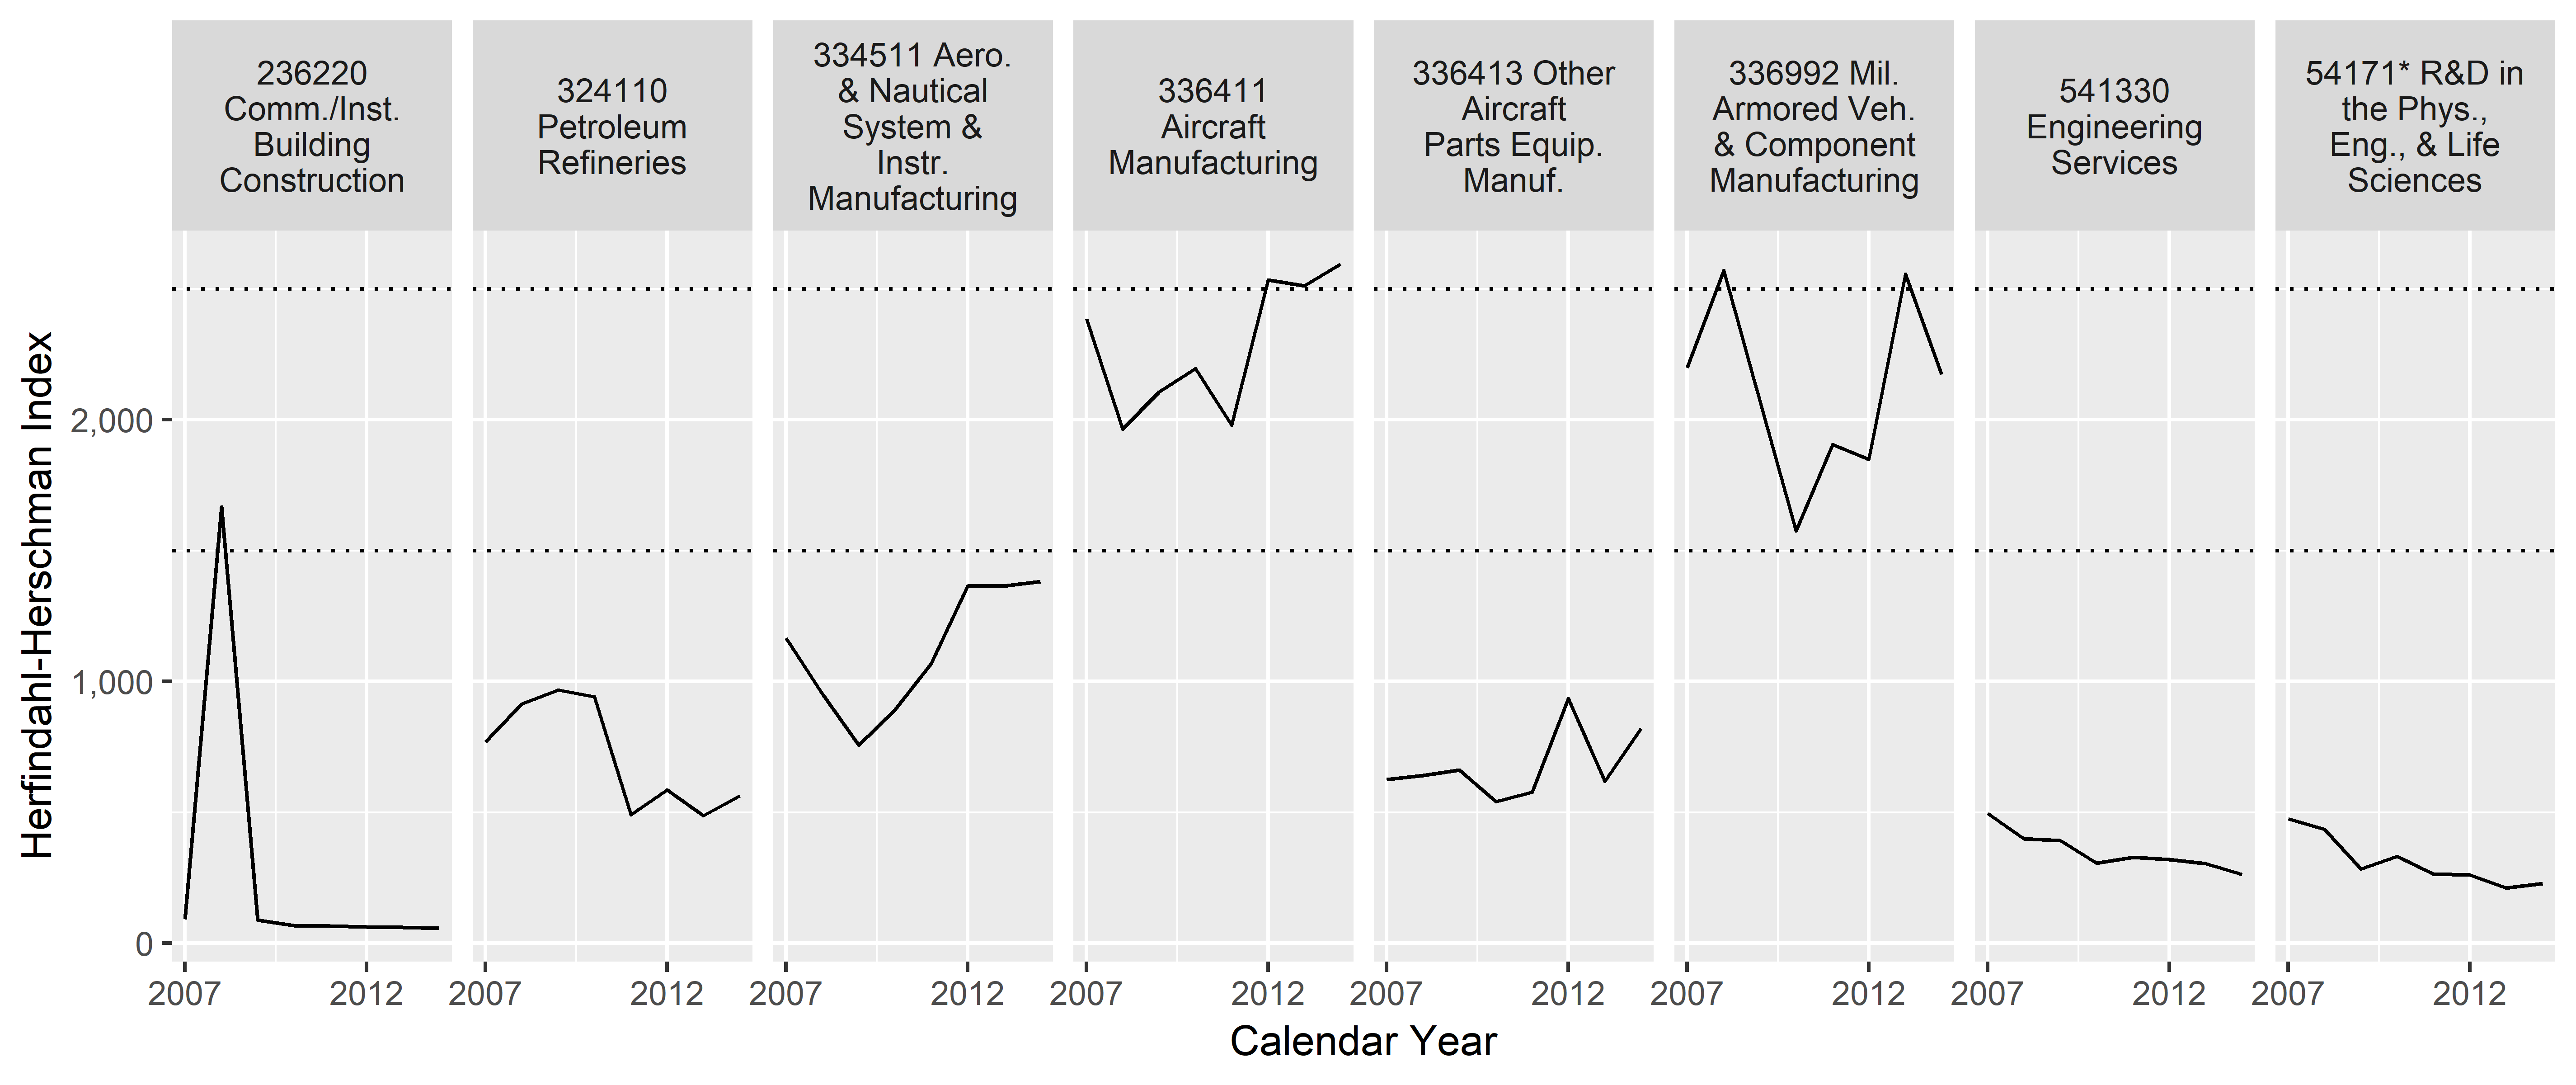 236220
Comm./Inst.
Building
Construction
324110
Petroleum
Refineries
334511 Aero.
& Nautical
System &
Instr.
Manufacturing
336411
Aircraft
Manufacturing
336413 Other
Aircraft
Parts Equip.
Manuf.
336992 Mil.
Armored Veh.
& Component
Manufacturing
541330
Engineering
Services
54171* R&D in
the Phys.,
Eng., & Life
Sciences
Herfindahl-Herschman Index
2,000
1,000
0
2007 2012 2007 2012 2007 2012 2007 2012 2007 2012 2007 2012 2007 2012 2007 2012
Calendar Year